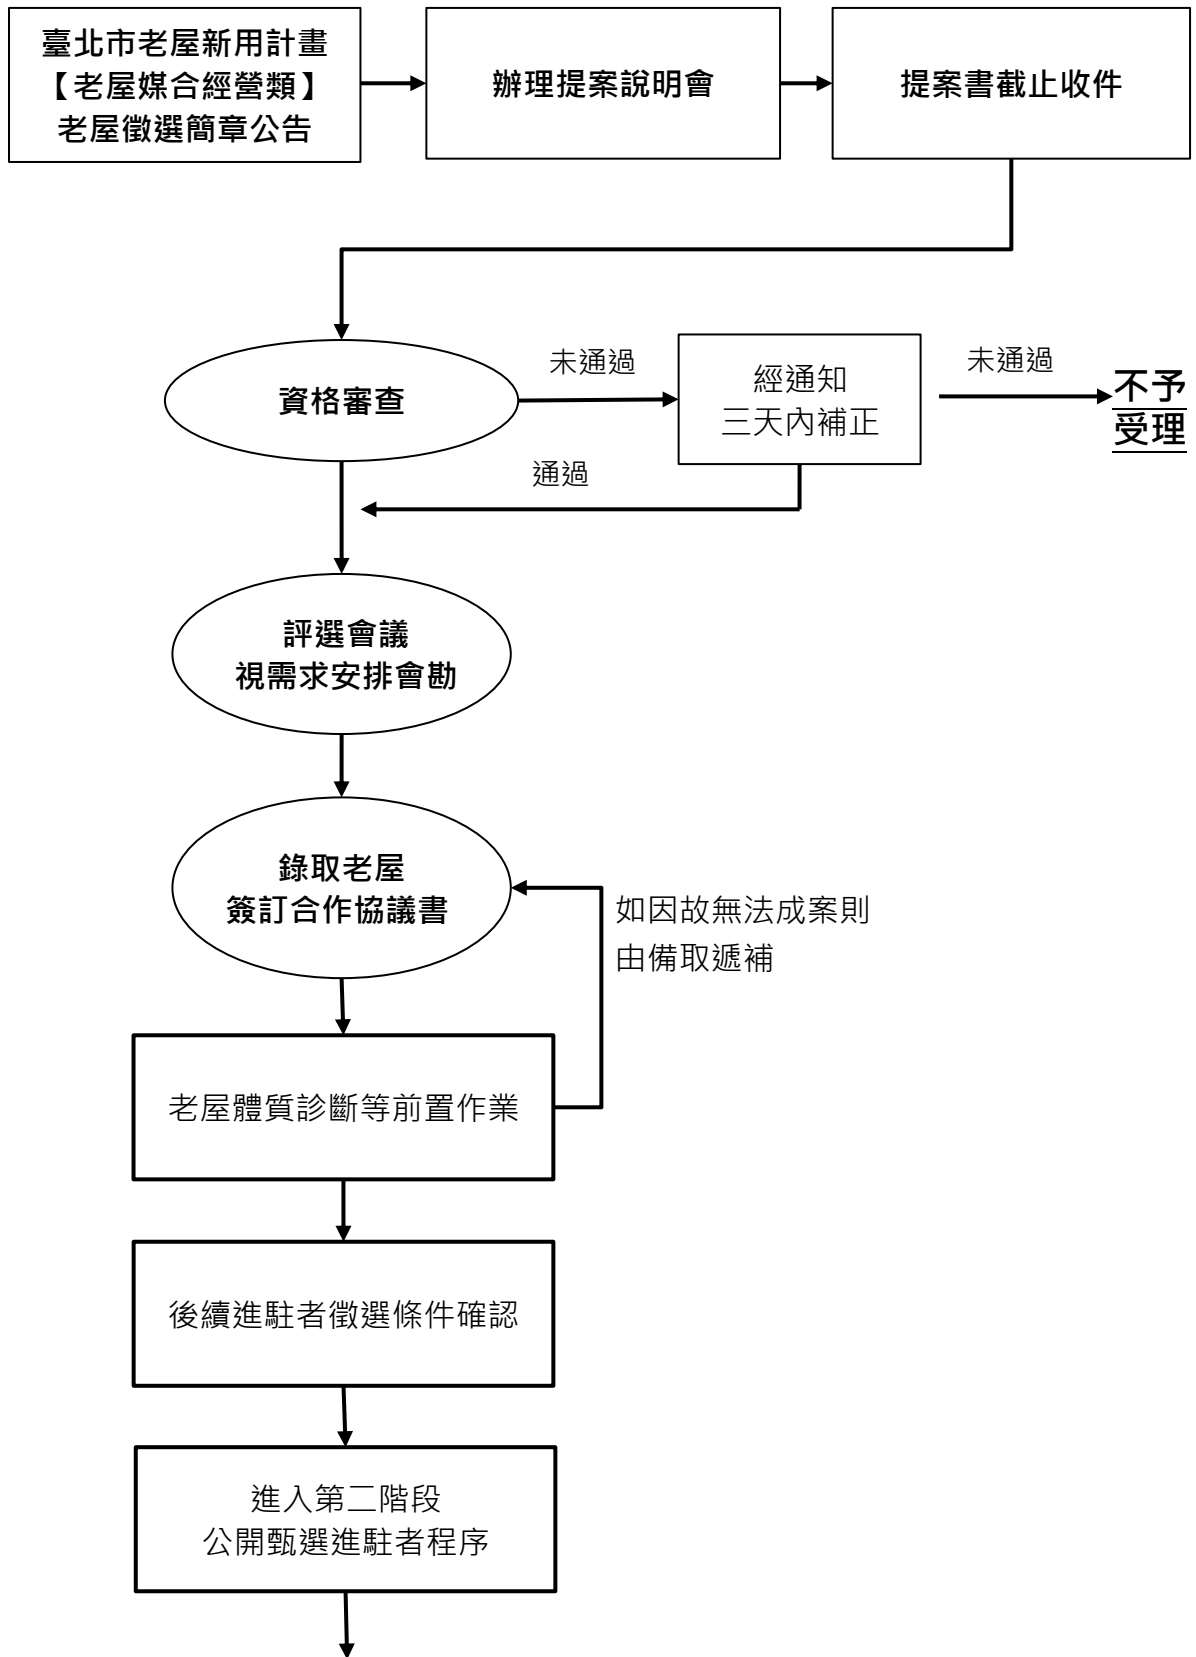 臺北市老屋新用計畫
【老屋媒合經營類】
老屋徵選簡章公告
辦理提案說明會
提案書截止收件
資格審查
未通過
經通知
三天內補正
未通過
不予
受理
通過
評選會議
視需求安排會勘
錄取老屋
簽訂合作協議書
如因故無法成案則
由備取遞補
老屋體質診斷等前置作業
後續進駐者徵選條件確認
進入第二階段
公開甄選進駐者程序